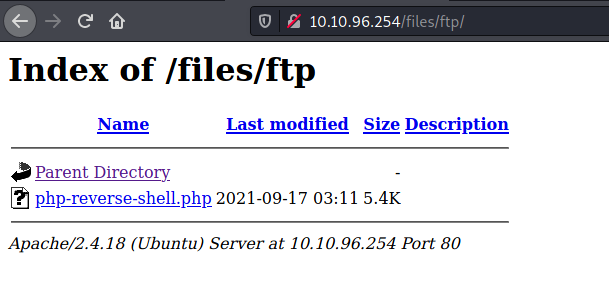 10.10.96.254/files/ftp/
Index of /files/ftp
Name Last modified Size Description
Parent Directory -
php-reverse-shell.php 2021-09-17 03:11 5.4K
Apache/2.4.18 (Ubuntu) Server at 10.10.96.254 Port 80